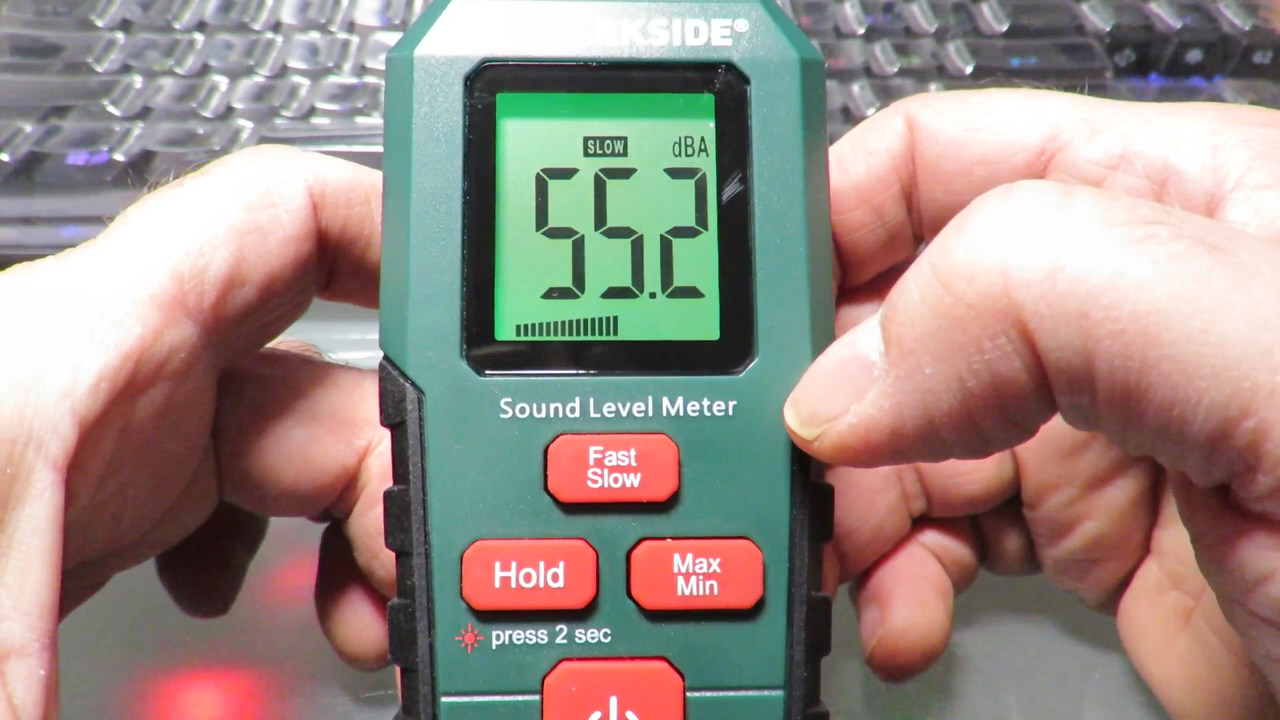 RKSIDE®
SLOW dBA
55.2
Sound Level Meter
Fast
Slow
Hold
Max
Min
press 2 sec